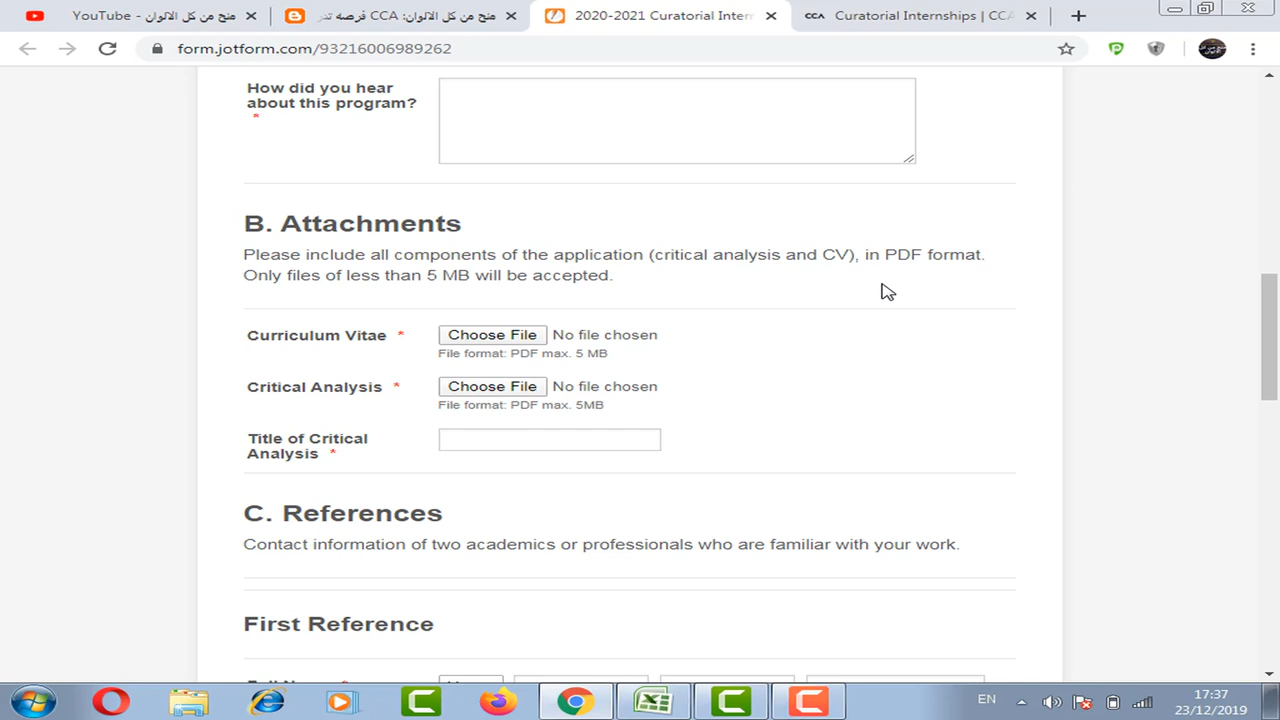 منح من كل الالوان - YouTube
منح من كل الالوان: CCA فرصه تدر
2020-2021 Curatorial Inter
CCA Curatorial Internships | CCA
form.jotform.com/93216006989262
How did you hear
about this program?
*
B. Attachments
Please include all components of the application (critical analysis and CV), in PDF format.
Only files of less than 5 MB will be accepted.
Curriculum Vitae * Choose File No file chosen
File format: PDF max. 5 MB
Critical Analysis * Choose File No file chosen
File format: PDF max. 5MB
Title of Critical
Analysis *
C. References
Contact information of two academics or professionals who are familiar with your work.
First Reference
EN
17:37
23/12/2019